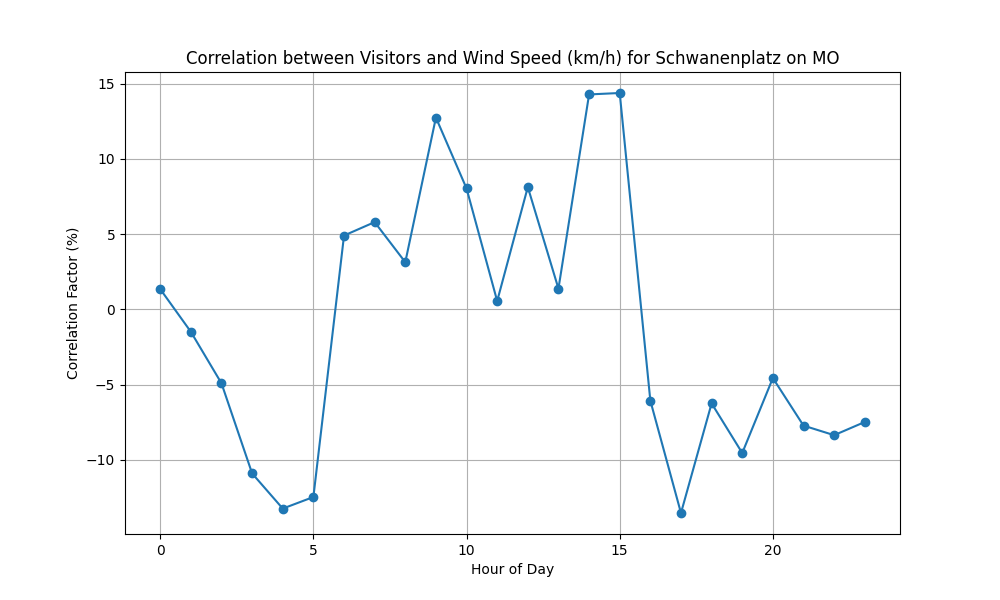 Correlation between Visitors and Wind Speed (km/h) for Schwanenplatz on MO
15
10
5
0
−5
−10
Correlation Factor (%)
0 5 10 15 20
Hour of Day